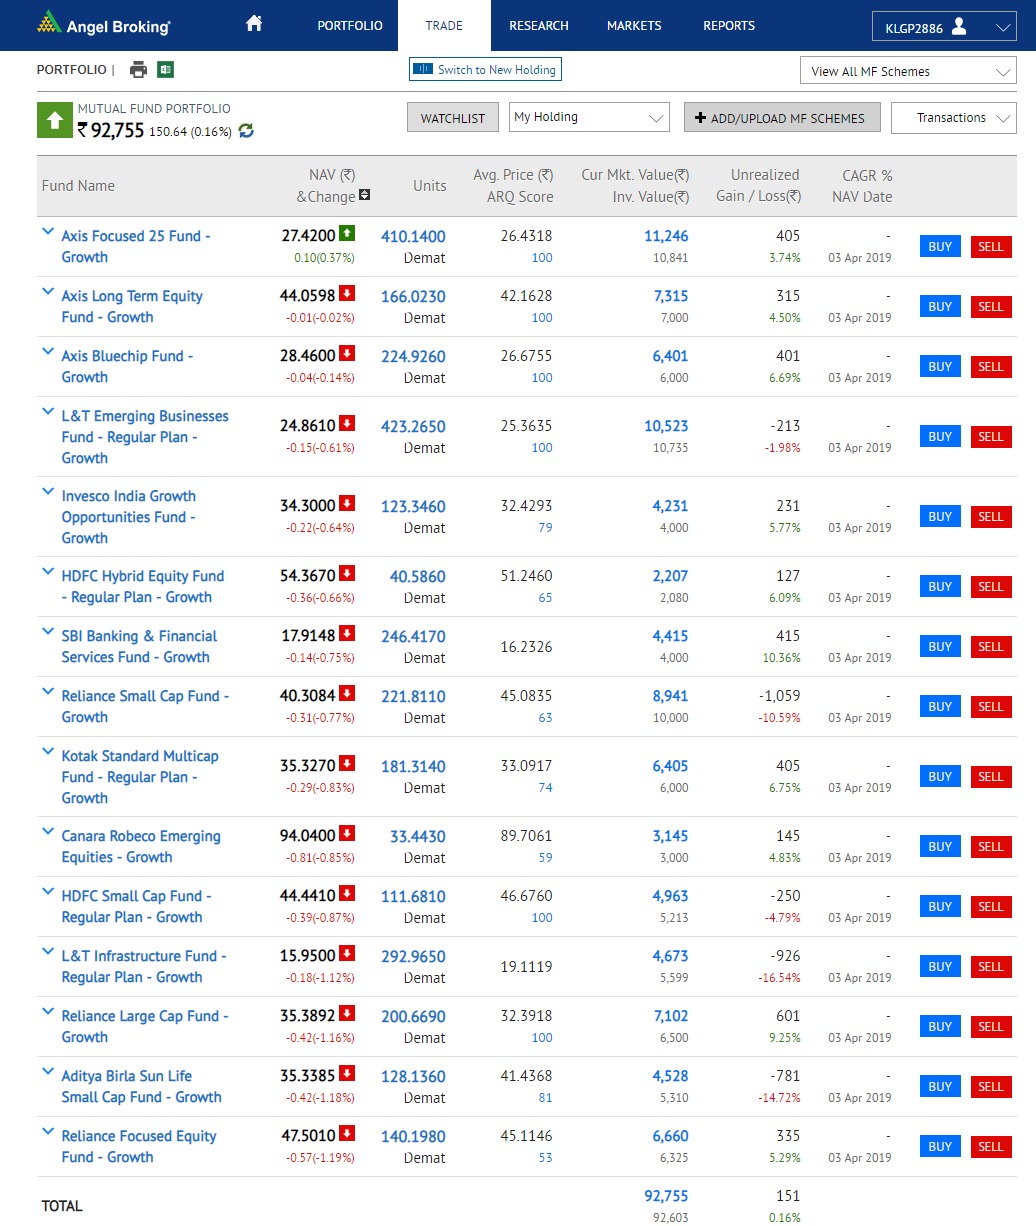 Angel Broking
PORTFOLIO TRADE RESEARCH MARKETS REPORTS KLGP2886
PORTFOLIO | Switch to New Holding View All MF Schemes
MUTUAL FUND PORTFOLIO
₹ 92,755 150.64 (0.16%) WATCHLIST My Holding ADD/UPLOAD MF SCHEMES Transactions
Fund Name NAV (₹) &Change Units Avg. Price (₹) ARQ Score Cur Mkt. Value(₹) Inv. Value(₹) Unrealized Gain / Loss(₹) CAGR % NAV Date
Axis Focused 25 Fund - 27.4200 410.1400 26.4318 11,246 405 - BUY SELL
Growth 0.10(0.37%) Demat 100 10,841 3.74% 03 Apr 2019
Axis Long Term Equity 44.0598 166.0230 42.1628 7,315 315 - BUY SELL
Fund - Growth -0.01(-0.02%) Demat 100 7,000 4.50% 03 Apr 2019
Axis Bluechip Fund - 28.4600 224.9260 26.6755 6,401 401 - BUY SELL
Growth -0.04(-0.14%) Demat 100 6,000 6.69% 03 Apr 2019
L&T Emerging Businesses
Fund - Regular Plan - 24.8610 423.2650 25.3635 10,523 -213 - BUY SELL
Growth -0.15(-0.61%) Demat 100 10,735 -1.98% 03 Apr 2019
Invesco India Growth
Opportunities Fund - 34.3000 123.3460 32.4293 4,231 231 - BUY SELL
Growth -0.22(-0.64%) Demat 79 4,000 5.77% 03 Apr 2019
HDFC Hybrid Equity Fund 54.3670 40.5860 51.2460 2,207 127 - BUY SELL
- Regular Plan - Growth -0.36(-0.66%) Demat 65 2,080 6.09% 03 Apr 2019
SBI Banking & Financial 17.9148 246.4170 16.2326 4,415 415 - BUY SELL
Services Fund - Growth -0.14(-0.75%) Demat 4,000 10.36% 03 Apr 2019
Reliance Small Cap Fund - 40.3084 221.8110 45.0835 8,941 -1,059 - BUY SELL
Growth -0.31(-0.77%) Demat 63 10,000 -10.59% 03 Apr 2019
Kotak Standard Multicap
Fund - Regular Plan - 35.3270 181.3140 33.0917 6,405 405 - BUY SELL
Growth -0.29(-0.83%) Demat 74 6,000 6.75% 03 Apr 2019
Canara Robeco Emerging 94.0400 33.4430 89.7061 3,145 145 - BUY SELL
Equities - Growth -0.81(-0.85%) Demat 59 3,000 4.83% 03 Apr 2019
HDFC Small Cap Fund - 44.4410 111.6810 46.6760 4,963 -250 - BUY SELL
Regular Plan - Growth -0.39(-0.87%) Demat 100 5,213 -4.79% 03 Apr 2019
L&T Infrastructure Fund - 15.9500 292.9650 19.1119 4,673 -926 - BUY SELL
Regular Plan - Growth -0.18(-1.12%) Demat 5,599 -16.54% 03 Apr 2019
Reliance Large Cap Fund - 35.3892 200.6690 32.3918 7,102 601 - BUY SELL
Growth -0.42(-1.16%) Demat 100 6,500 9.25% 03 Apr 2019
Aditya Birla Sun Life 35.3385 128.1360 41.4368 4,528 -781 - BUY SELL
Small Cap Fund - Growth -0.42(-1.18%) Demat 81 5,310 -14.72% 03 Apr 2019
Reliance Focused Equity 47.5010 140.1980 45.1146 6,660 335 - BUY SELL
Fund - Growth -0.57(-1.19%) Demat 53 6,325 5.29% 03 Apr 2019
TOTAL 92,755 151
92,603 0.16%